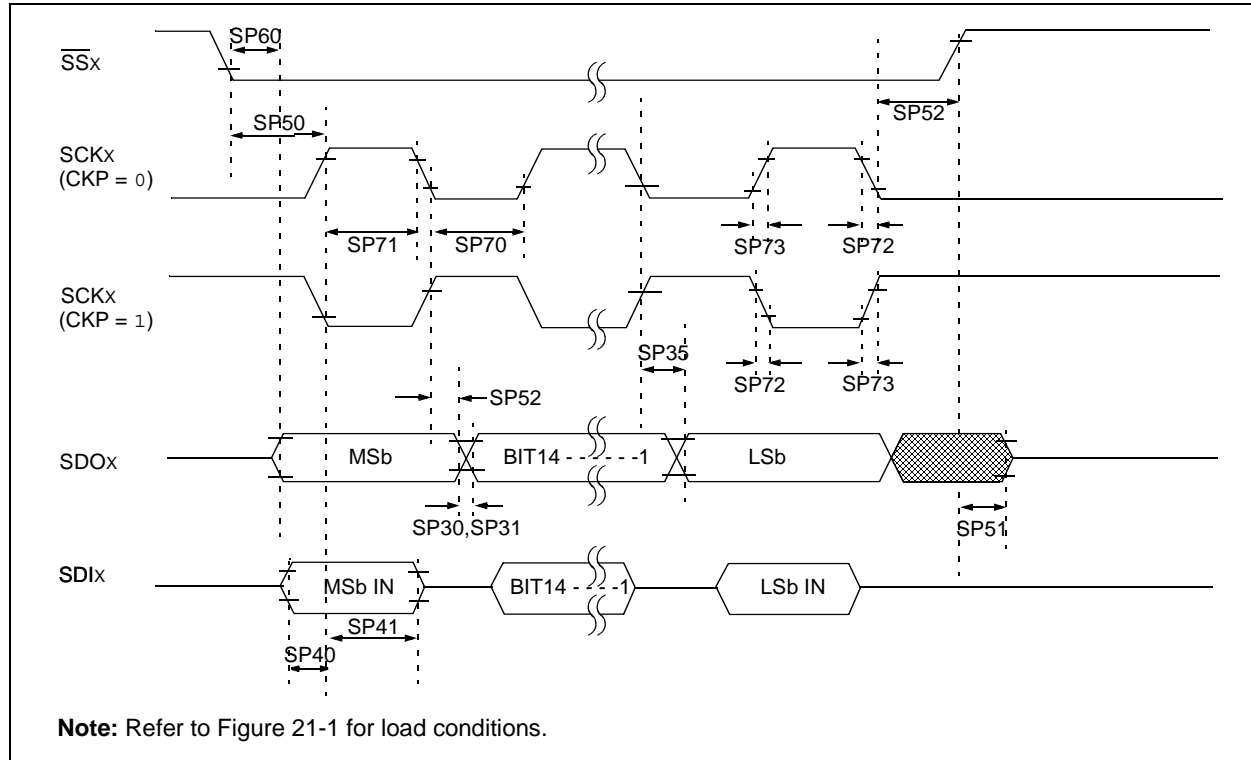 SP60
SSX
SP52
SP50
SCKX
(CKP = 0)
SP71
SP70
SP73
SP72
SCKX
(CKP = 1)
SP35
SP72
SP73
SP52
SDOX
MSb
BIT14 - - - - - -1
LSb
SP30,SP31
SP51
SDIX
MSb IN
BIT14 - - - -1
LSb IN
SP41
SP40
Note: Refer to Figure 21-1 for load conditions.